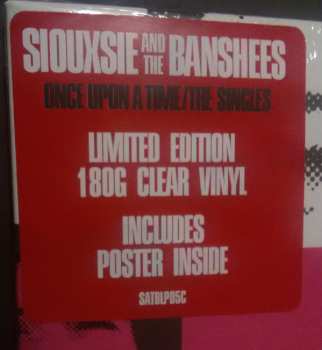 SIOUXSIE AND THE BANSHEES
ONCE UPON A TIME/THE SINGLES
LIMITED EDITION
180G CLEAR VINYL
INCLUDES
POSTER INSIDE
SATBLP05C